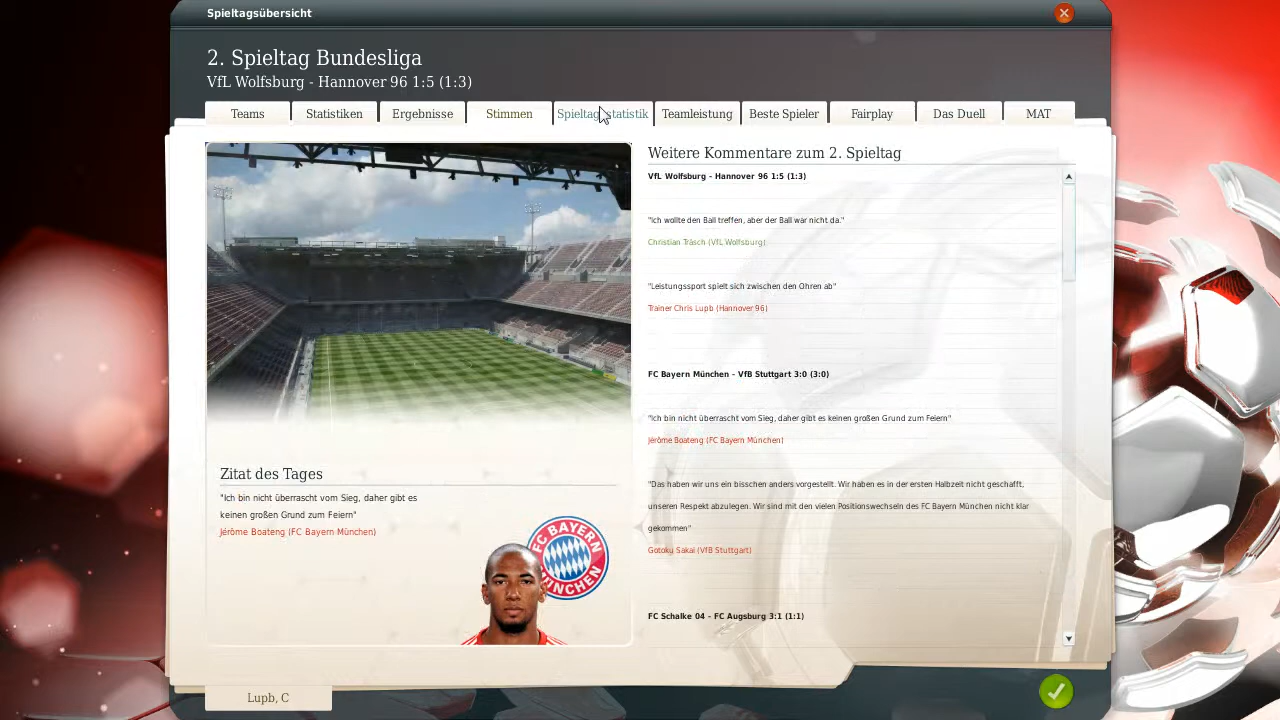 Spieltagsübersicht
2. Spieltag Bundesliga
VfL Wolfsburg - Hannover 96 1:5 (1:3)
Teams
Statistiken
Ergebnisse
Stimmen
Spieltagsstatistik
Teamleistung
Beste Spieler
Fairplay
Das Duell
MAT
Zitat des Tages
"Ich bin nicht überrascht vom Sieg, daher gibt es
keinen großen Grund zum Feiern"
Jérôme Boateng (FC Bayern München)
FC BAYERN
MÜNCHEN
Weitere Kommentare zum 2. Spieltag
VfL Wolfsburg - Hannover 96 1:5 (1:3)
"Ich wollte den Ball treffen, aber der Ball war nicht da."
Christian Träsch (VfL Wolfsburg)
"Leistungssport spielt sich zwischen den Ohren ab"
Trainer Chris Lupb (Hannover 96)
FC Bayern München - VfB Stuttgart 3:0 (3:0)
"Ich bin nicht überrascht vom Sieg, daher gibt es keinen großen Grund zum Feiern"
Jérôme Boateng (FC Bayern München)
"Das haben wir uns ein bisschen anders vorgestellt. Wir haben es in der ersten Halbzeit nicht geschafft,
unseren Respekt abzulegen. Wir sind mit den vielen Positionswechseln des FC Bayern München nicht klar
gekommen"
Gotoku Sakai (VfB Stuttgart)
FC Schalke 04 - FC Augsburg 3:1 (1:1)
Lupb, C